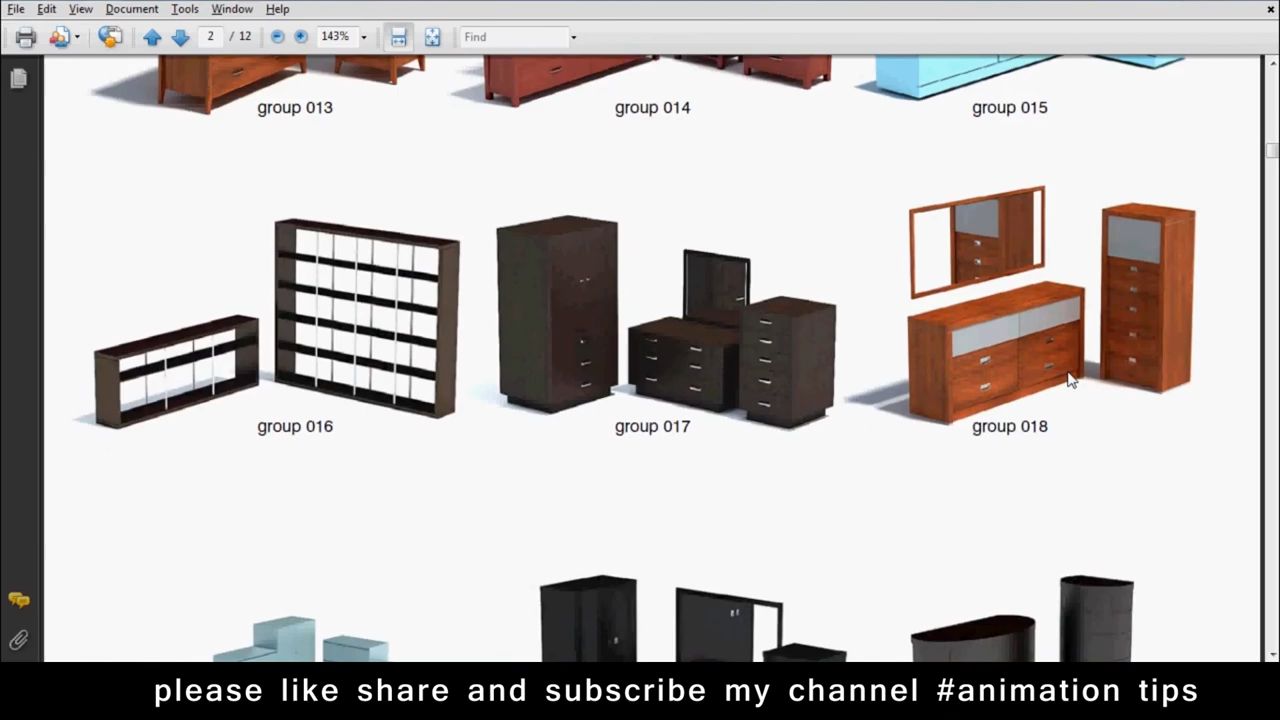 File Edit View Document Tools Window Help
2 / 12 143% Find
group 013 group 014 group 015
group 016 group 017 group 018
please like share and subscribe my channel #animation tips